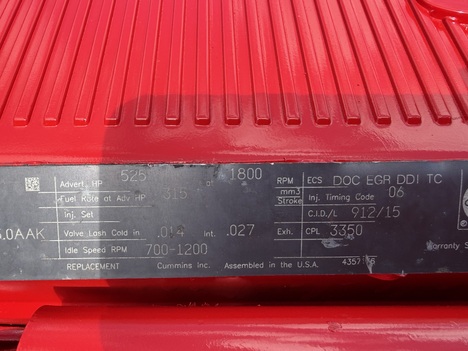 Advert. HP 525 at 1800 RPM ECS DOC EGR DDI TC
Fuel Rate at Adv. HP 315 mm3 Stroke Inj. Timing Code 06
Inj. Set C.I.D./L 912/15
5.0AAK Valve Lash Cold in .014 int. .027 Exh. CPL 3350
Idle Speed RPM 700-1200 Warranty S
REPLACEMENT Cummins Inc. Assembled in the U.S.A.